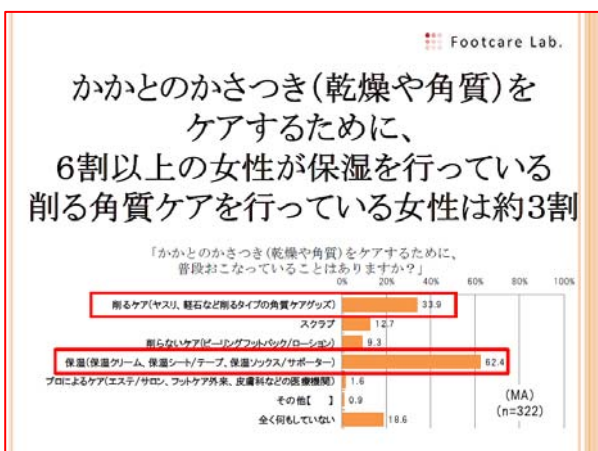 Footcare Lab.
かかとのかさつき(乾燥や角質)を
ケアするために、
6割以上の女性が保湿を行っている
削る角質ケアを行っている女性は約3割
「かかとのかさつき(乾燥や角質)をケアするために、
普段おこなっていることはありますか?」
0% 20% 40% 60% 80% 100%
削るケア(ヤスリ、軽石など削るタイプの角質ケアグッズ) 33.9
スクラブ 12.7
削らないケア(ピーリングフットパック/ローション) 9.3
保湿(保湿クリーム、保湿シート/テープ、保湿ソックス/サポーター) 62.4
プロによるケア(エステ/サロン、フットケア外来、皮膚科などの医療機関) 1.6
その他【 】 0.9
全く何もしていない 18.6
(MA)
(n=322)